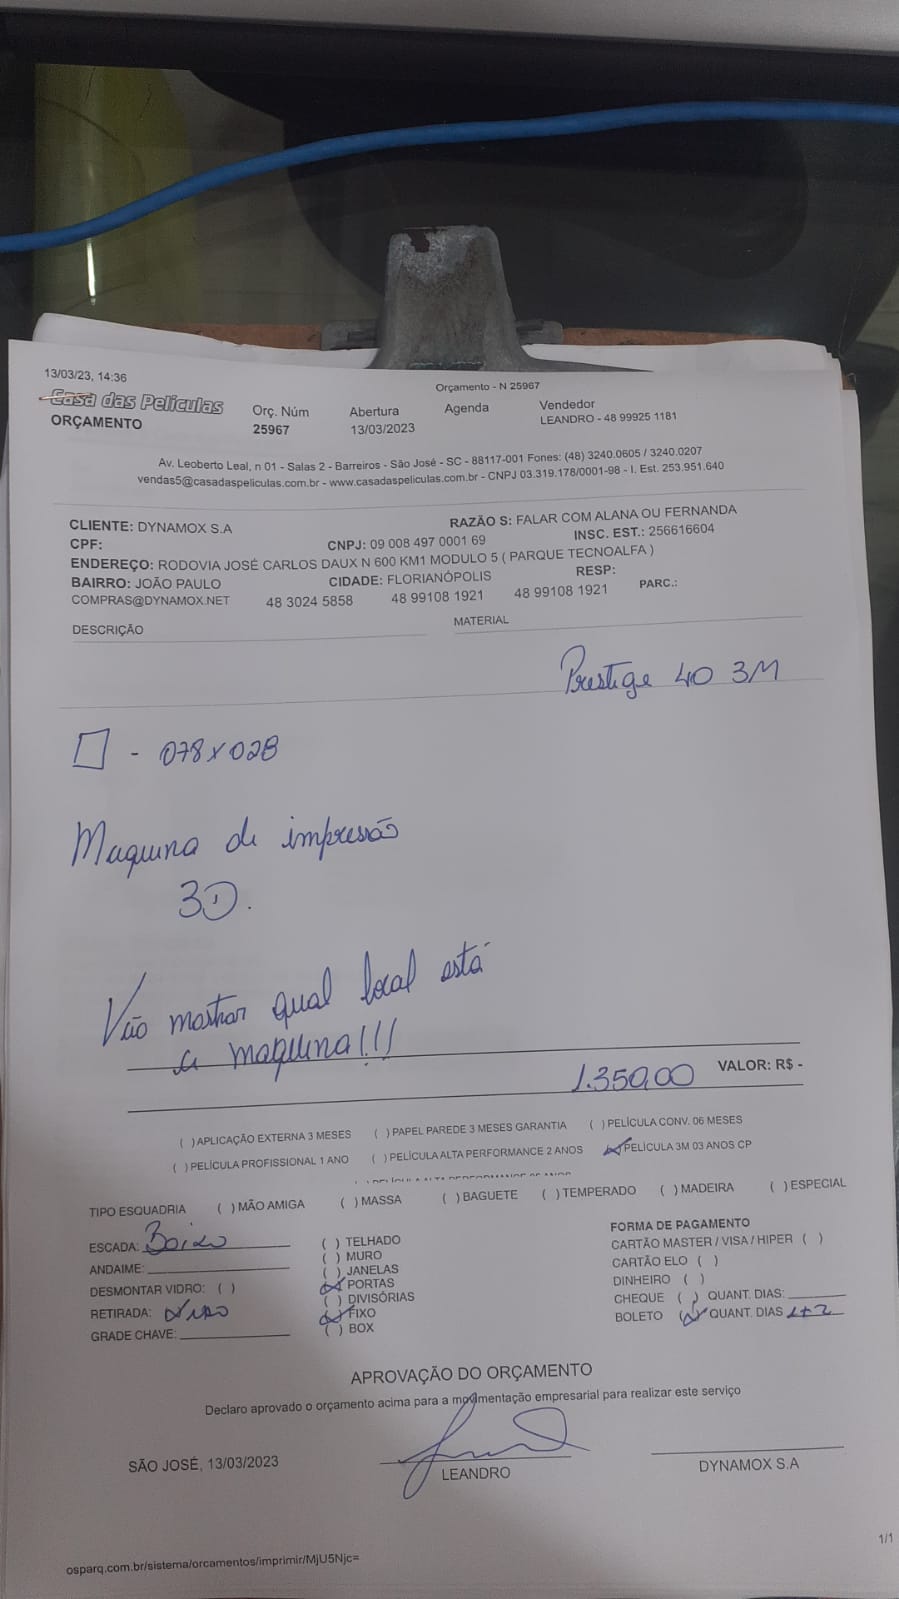 13/03/23, 14:36
Orçamento - N 25967
Casa das Películas
ORÇAMENTO
Orç. Núm
25967
Abertura
13/03/2023
Agenda
Vendedor
LEANDRO - 48 99925 1181
Av. Leoberto Leal, n 01 - Salas 2 - Barreiros - São José - SC - 88117-001 Fones: (48) 3240.0605 / 3240.0207
vendas5@casadaspeliculas.com.br - www.casadaspeliculas.com.br - CNPJ 03.319.178/0001-98 - I. Est. 253.951.640
CLIENTE: DYNAMOX S.A RAZÃO S: FALAR COM ALANA OU FERNANDA
CPF: CNPJ: 09 008 497 0001 69 INSC. EST.: 256616604
ENDEREÇO: RODOVIA JOSÉ CARLOS DAUX N 600 KM1 MODULO 5 ( PARQUE TECNOALFA )
BAIRRO: JOÃO PAULO CIDADE: FLORIANÓPOLIS RESP:
COMPRAS@DYNAMOX.NET 48 3024 5858 48 99108 1921 48 99108 1921 PARC.:
DESCRIÇÃO MATERIAL
Prestige 40 3M
- 078 x 028
Maquina de impressão
3D.
Vão mostrar qual local está
a maquina!!!
1.350,00 VALOR: R$ -
( )APLICAÇÃO EXTERNA 3 MESES ( )PAPEL PAREDE 3 MESES GARANTIA ( )PELÍCULA CONV. 06 MESES
( )PELÍCULA PROFISSIONAL 1 ANO ( )PELÍCULA ALTA PERFORMANCE 2 ANOS (x)PELÍCULA 3M 03 ANOS CP
TIPO ESQUADRIA ( )MÃO AMIGA ( )MASSA ( )BAGUETE ( )TEMPERADO ( )MADEIRA ( )ESPECIAL
ESCADA: Baixo
ANDAIME:
DESMONTAR VIDRO: ( )
RETIRADA: x Não
GRADE CHAVE:
( ) TELHADO
( ) MURO
( ) JANELAS
(x) PORTAS
( ) DIVISÓRIAS
(x) FIXO
( ) BOX
FORMA DE PAGAMENTO
CARTÃO MASTER / VISA / HIPER ( )
CARTÃO ELO ( )
DINHEIRO ( )
CHEQUE ( ) QUANT. DIAS:
BOLETO (x) QUANT. DIAS 1+2
APROVAÇÃO DO ORÇAMENTO
Declaro aprovado o orçamento acima para a movimentação empresarial para realizar este serviço
SÃO JOSÉ, 13/03/2023
LEANDRO
DYNAMOX S.A
1/1
osparq.com.br/sistema/orcamentos/imprimir/MjU5Njc=